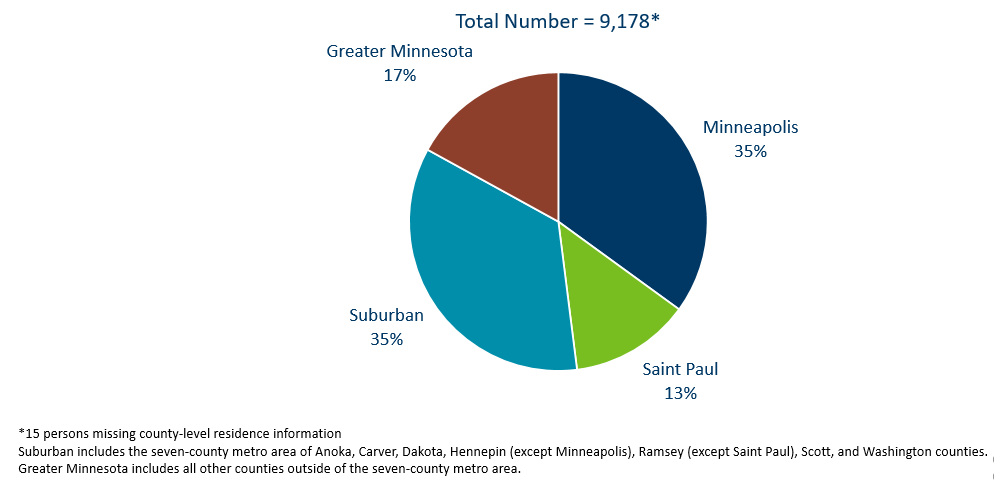 Total Number = 9,178*
Greater Minnesota
17%
Minneapolis
35%
Suburban
35%
Saint Paul
13%
*15 persons missing county-level residence information
Suburban includes the seven-county metro area of Anoka, Carver, Dakota, Hennepin (except Minneapolis), Ramsey (except Saint Paul), Scott, and Washington counties.
Greater Minnesota includes all other counties outside of the seven-county metro area.